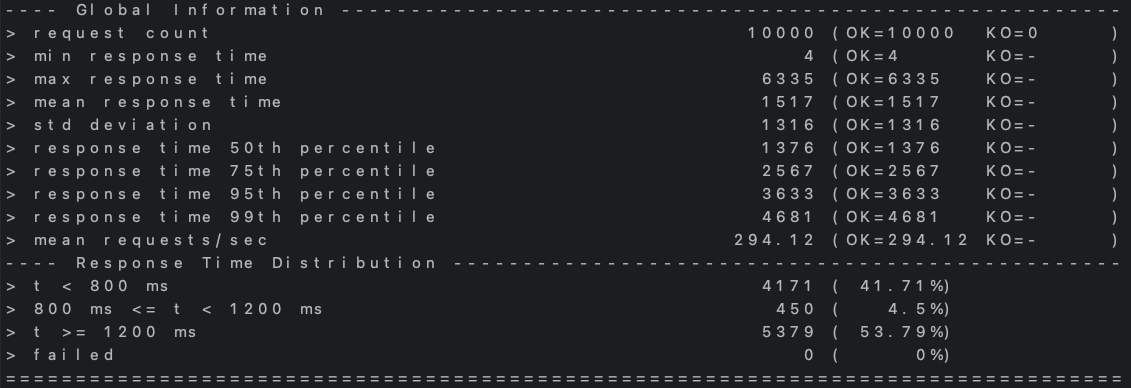 ---- Global Information --------------------------------------------------------
> request count                                      10000 (OK=10000  KO=0     )
> min response time                                      4 (OK=4      KO=-     )
> max response time                                   6335 (OK=6335   KO=-     )
> mean response time                                  1517 (OK=1517   KO=-     )
> std deviation                                       1316 (OK=1316   KO=-     )
> response time 50th percentile                       1376 (OK=1376   KO=-     )
> response time 75th percentile                       2567 (OK=2567   KO=-     )
> response time 95th percentile                       3633 (OK=3633   KO=-     )
> response time 99th percentile                       4681 (OK=4681   KO=-     )
> mean requests/sec                                 294.12 (OK=294.12 KO=-     )
---- Response Time Distribution ------------------------------------------------
> t < 800 ms                                          4171 ( 41.71%)
> 800 ms <= t < 1200 ms                                450 (   4.5%)
> t >= 1200 ms                                        5379 ( 53.79%)
> failed                                                 0 (     0%)
================================================================================